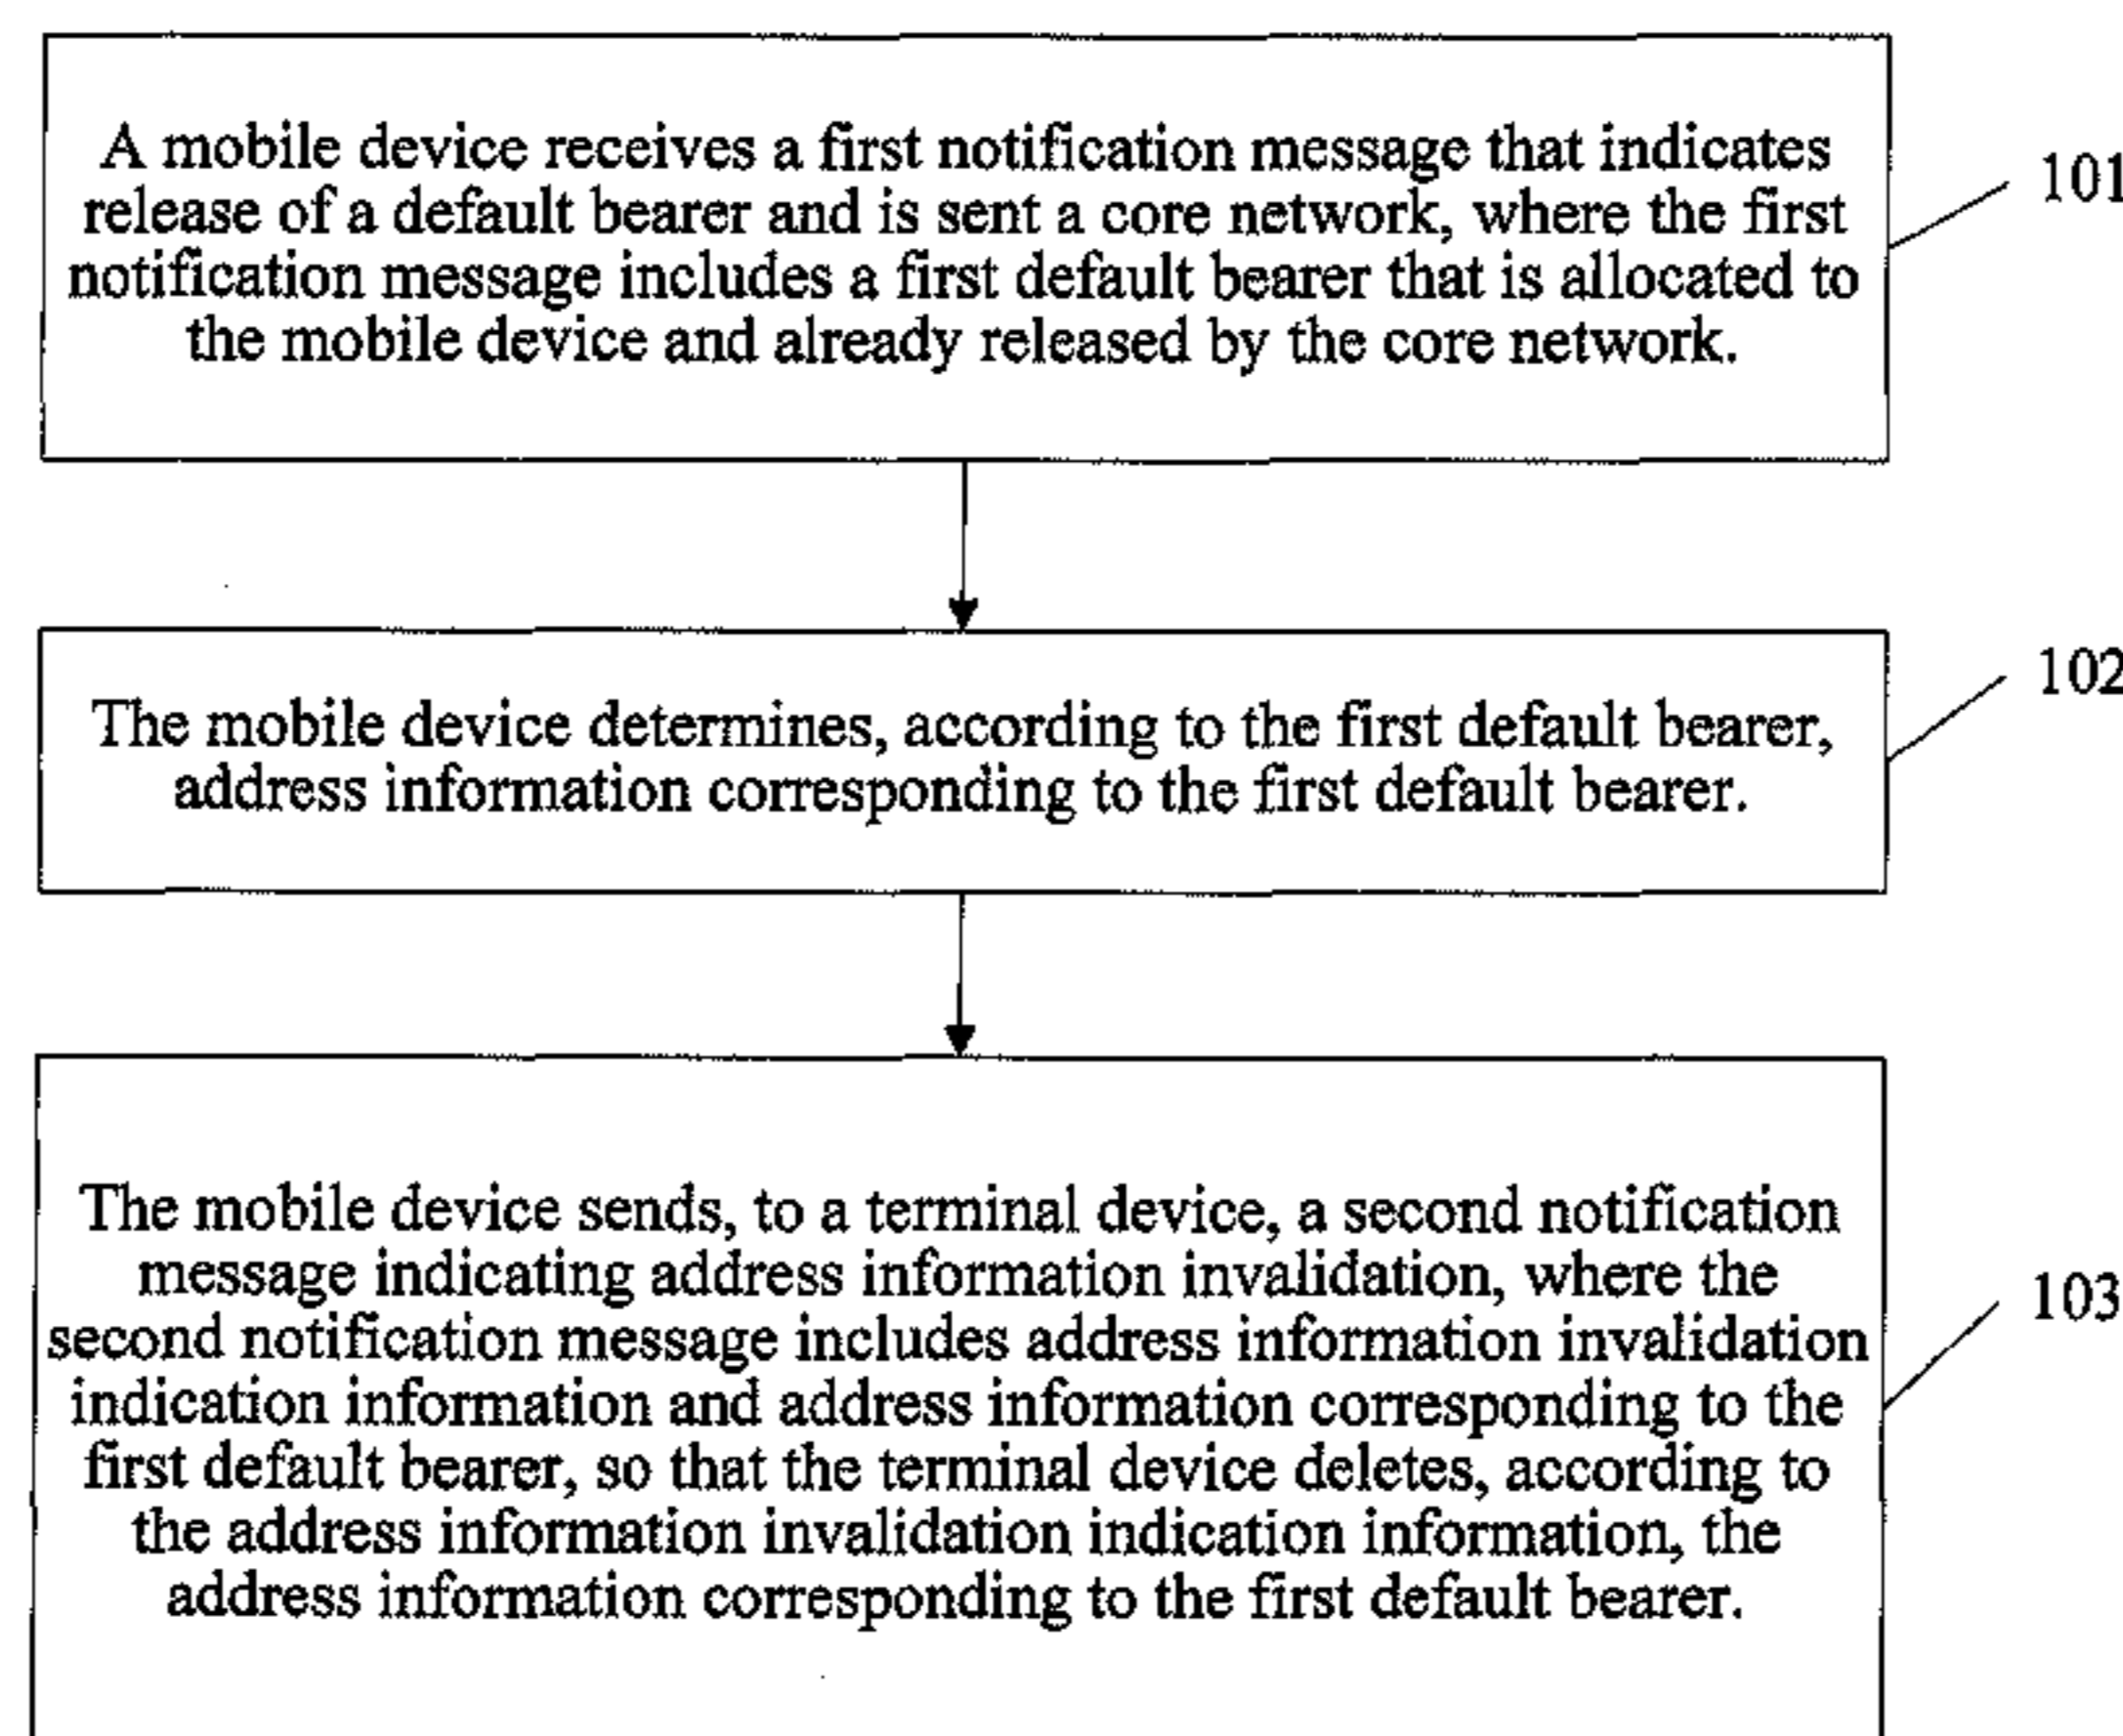 A mobile device receives a first notification message that indicates
release of a default bearer and is sent a core network, where the first
notification message includes a first default bearer that is allocated to
the mobile device and already released by the core network.
101
The mobile device determines, according to the first default bearer,
address information corresponding to the first default bearer.
102
The mobile device sends, to a terminal device, a second notification
message indicating address information invalidation, where the
second notification message includes address information invalidation
indication information and address information corresponding to the
first default bearer, so that the terminal device deletes, according to
the address information invalidation indication information, the
address information corresponding to the first default bearer.
103